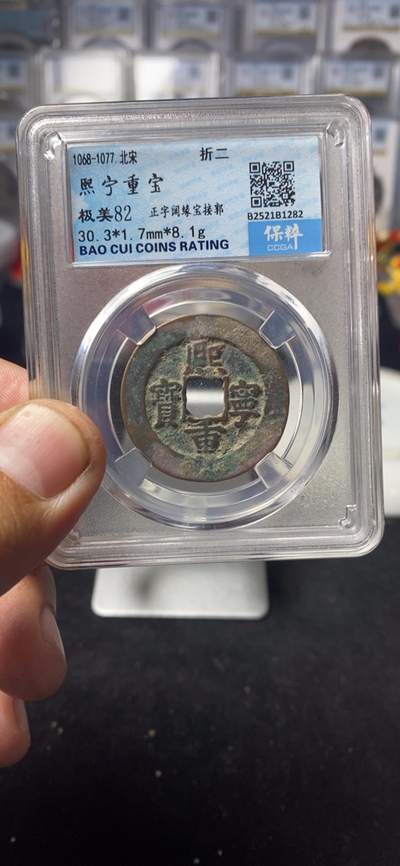 1068-1077.北宋 折二
熙宁重宝
极美82 正字阔缘宝接郭
30.3*1.7mm*8.1g
BAO CUI COINS RATING
B2521B1282
保粹
CCGA
熙
寶 寧
重